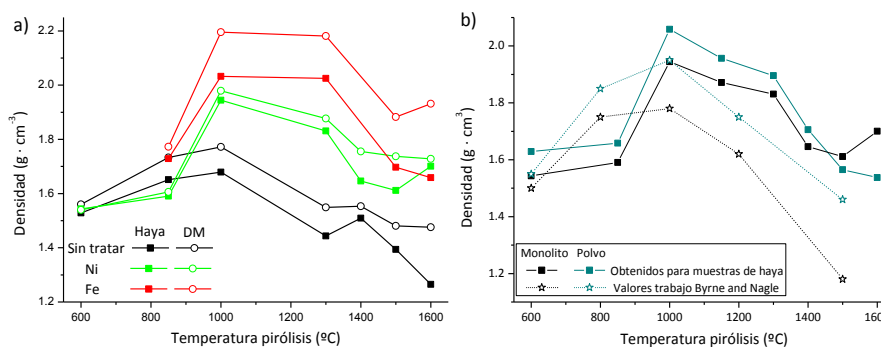 a)
Densidad (g · cm⁻³)
2.2
2.0
1.8
1.6
1.4
1.2
Haya DM
Sin tratar
Ni
Fe
600 800 1000 1200 1400 1600
Temperatura pirólisis (ºC)
b)
Densidad (g · cm⁻³)
2.0
1.8
1.6
1.4
1.2
Monolito Polvo
Obtenidos para muestras de haya
Valores trabajo Byrne and Nagle
600 800 1000 1200 1400 160
Temperatura pirólisis (ºC)